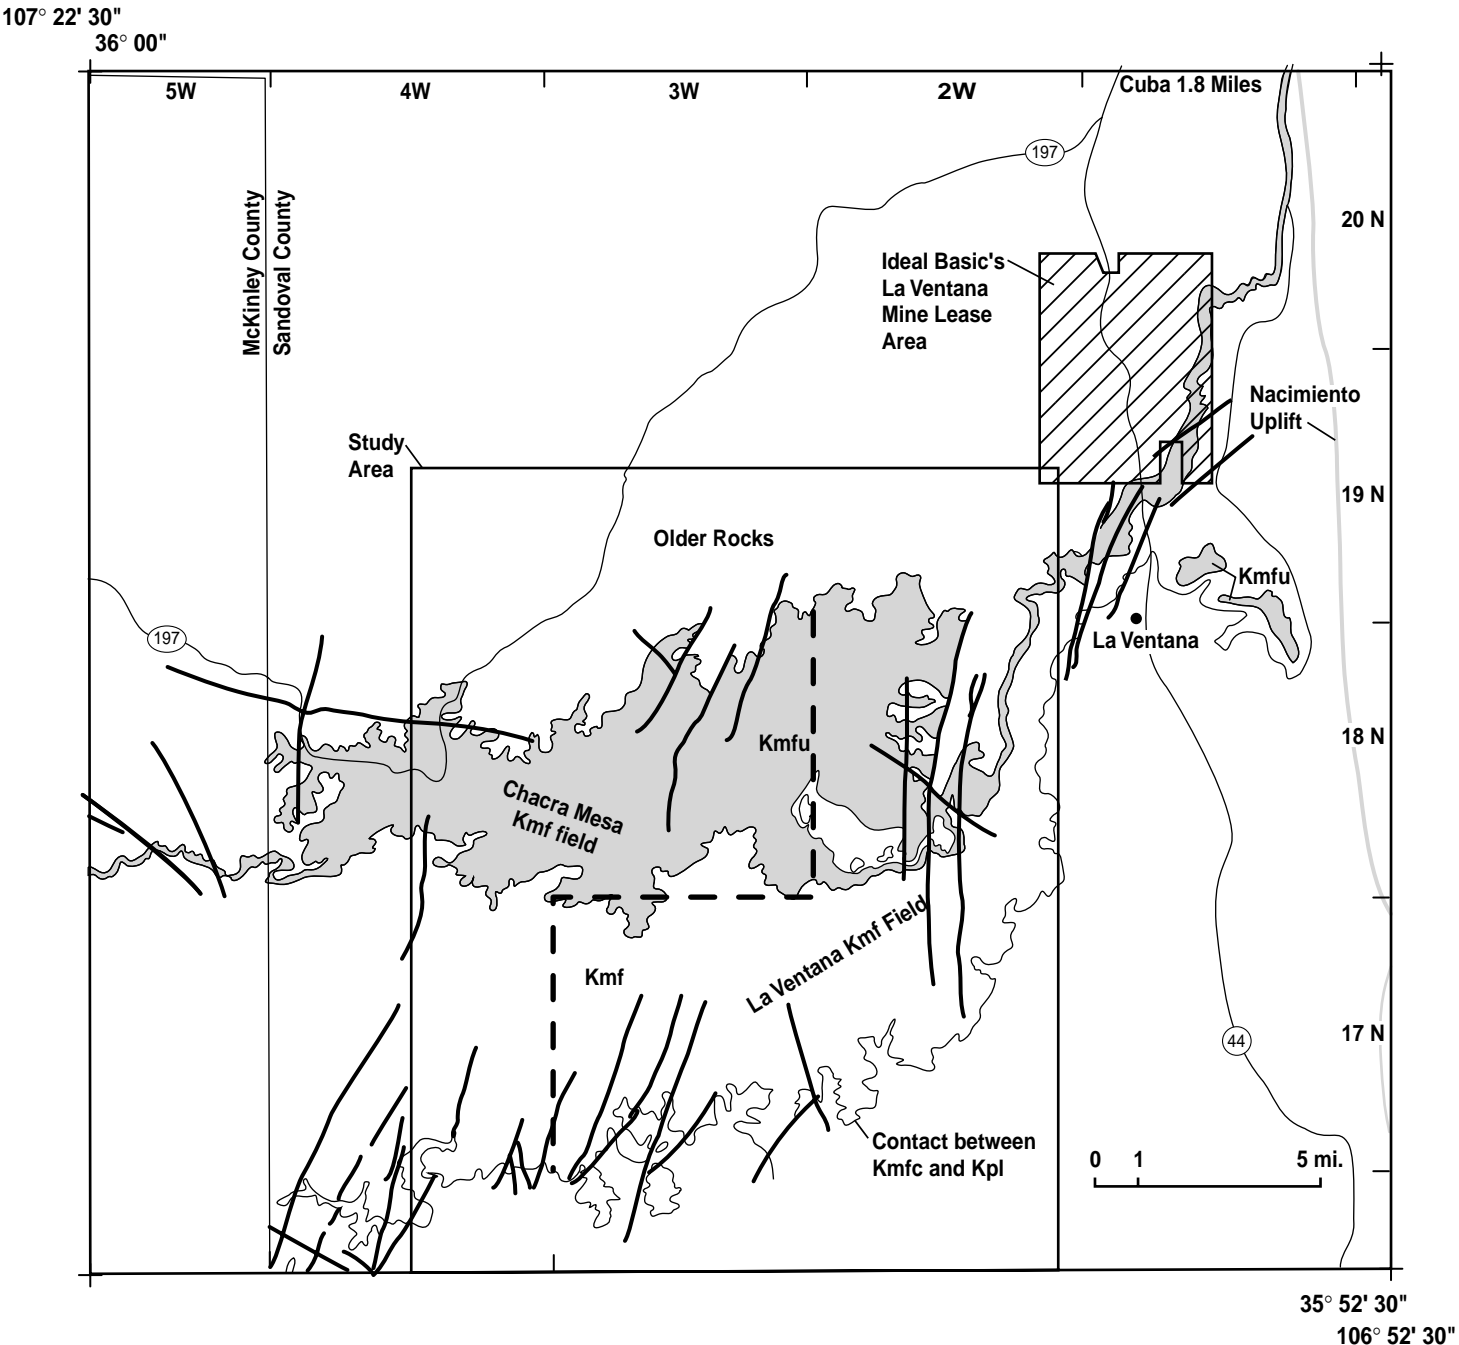 107° 22' 30"
36° 00"
5W
4W
3W
2W
Cuba 1.8 Miles
197
20 N
McKinley County
Sandoval County
Ideal Basic's
La Ventana
Mine Lease
Area
Nacimiento
Uplift
Study
Area
19 N
Older Rocks
Kmfu
197
La Ventana
Kmfu
18 N
Chacra Mesa
Kmf field
La Ventana Kmf Field
Kmf
17 N
44
Contact between
Kmfc and Kpl
0 1 5 mi.
35° 52' 30"
106° 52' 30"